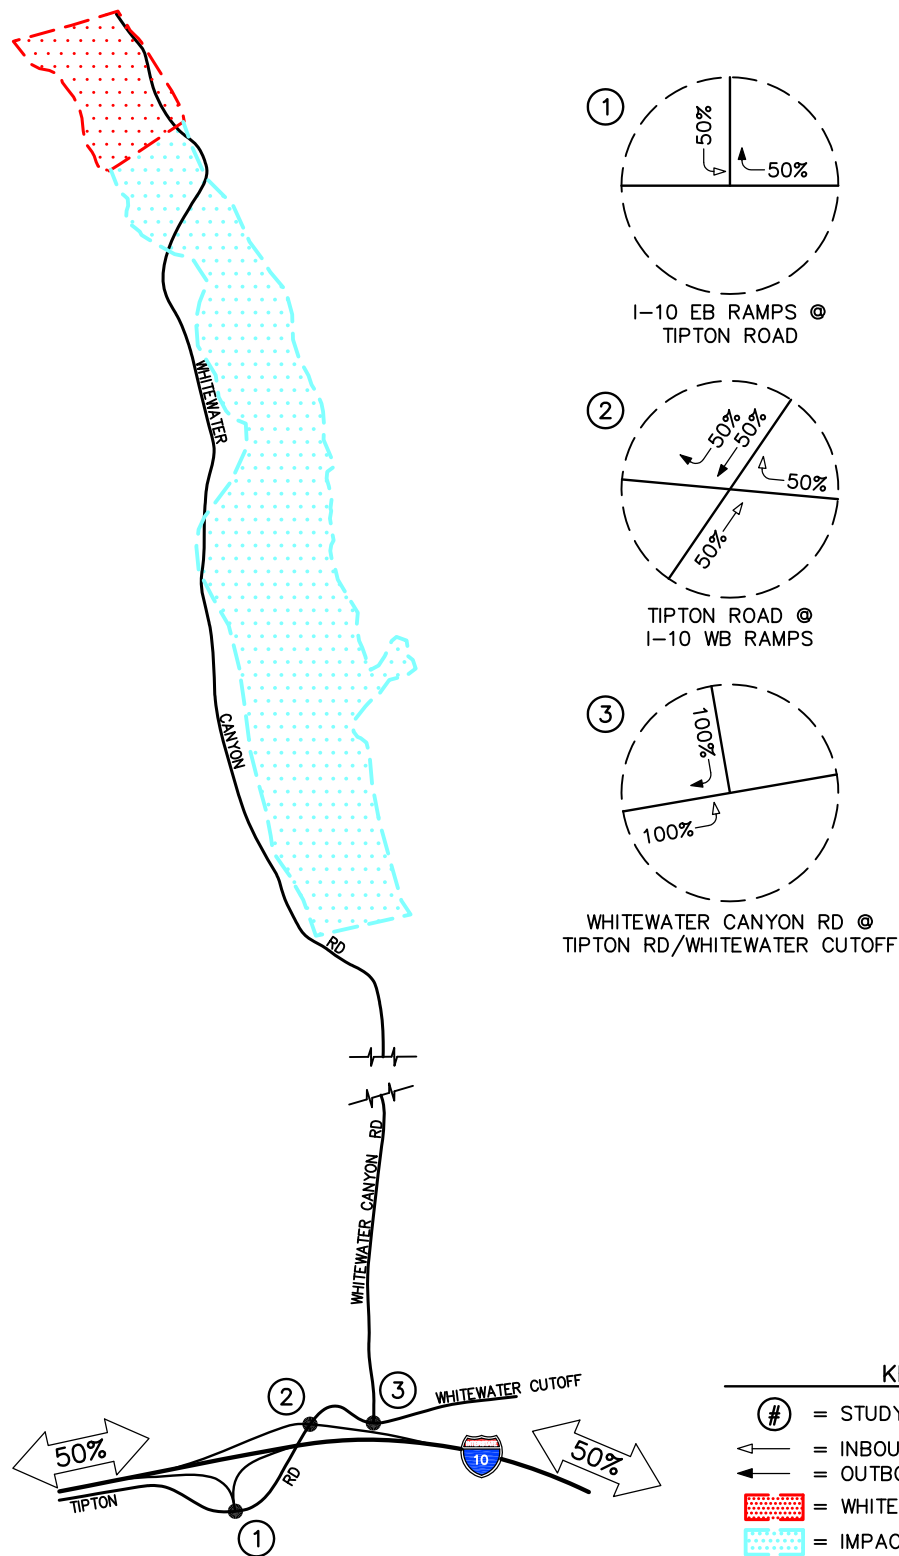 1
50%
50%
I-10 EB RAMPS @
TIPTON ROAD
2
50%
50%
50%
50%
TIPTON ROAD @
I-10 WB RAMPS
3
100%
100%
WHITEWATER CANYON RD @
TIPTON RD/WHITEWATER CUTOFF
WHITEWATER
CANYON
RD
WHITEWATER CANYON RD
2
3
WHITEWATER CUTOFF
50%
10
50%
TIPTON
RD
1
# = STUDY
= INBOU
= OUTBO
= WHITE
= IMPAC